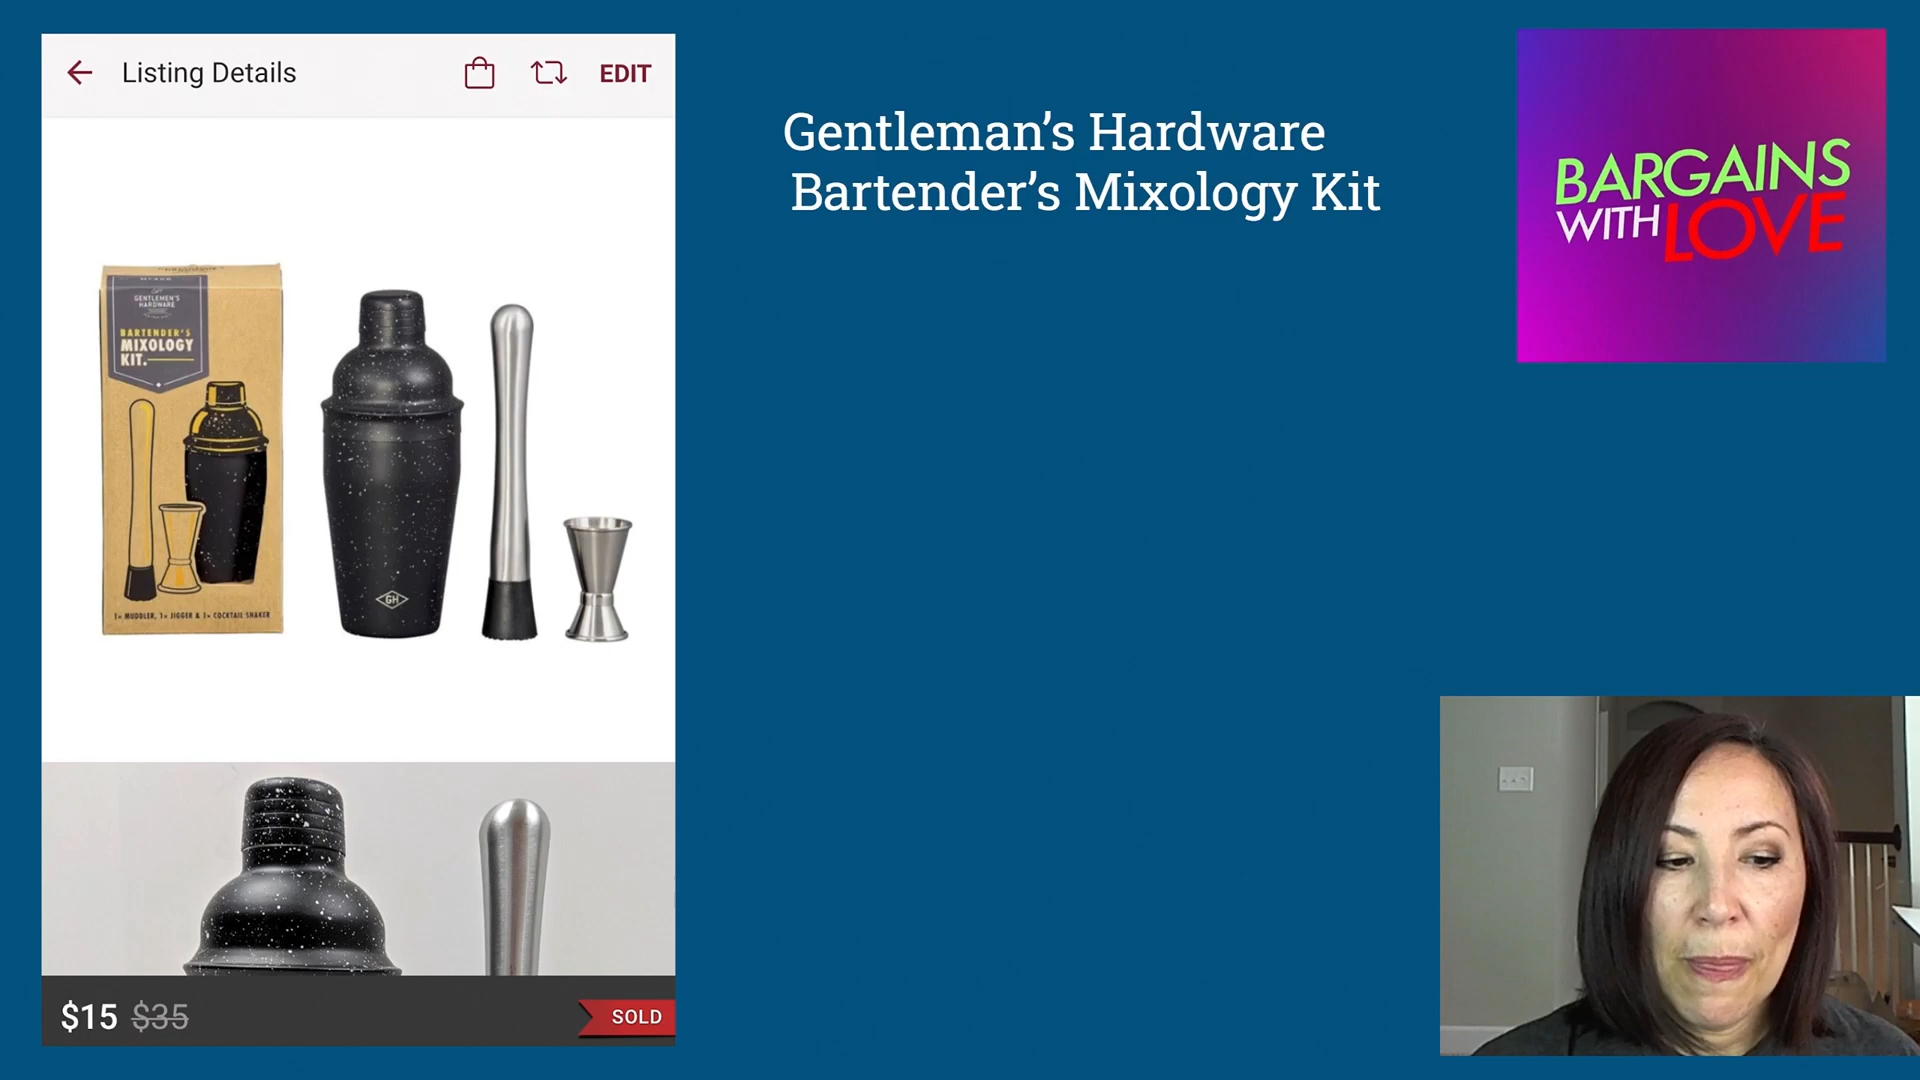 Listing Details
EDIT
Gentleman’s Hardware
Bartender’s Mixology Kit
BARGAINS
WITH LOVE
GENTLEMEN'S
HARDWARE
BARTENDER'S
MIXOLOGY
KIT.
1x MUDDLER, 1x JIGGER & 1x COCKTAIL SHAKER
GH
$15 $35
SOLD